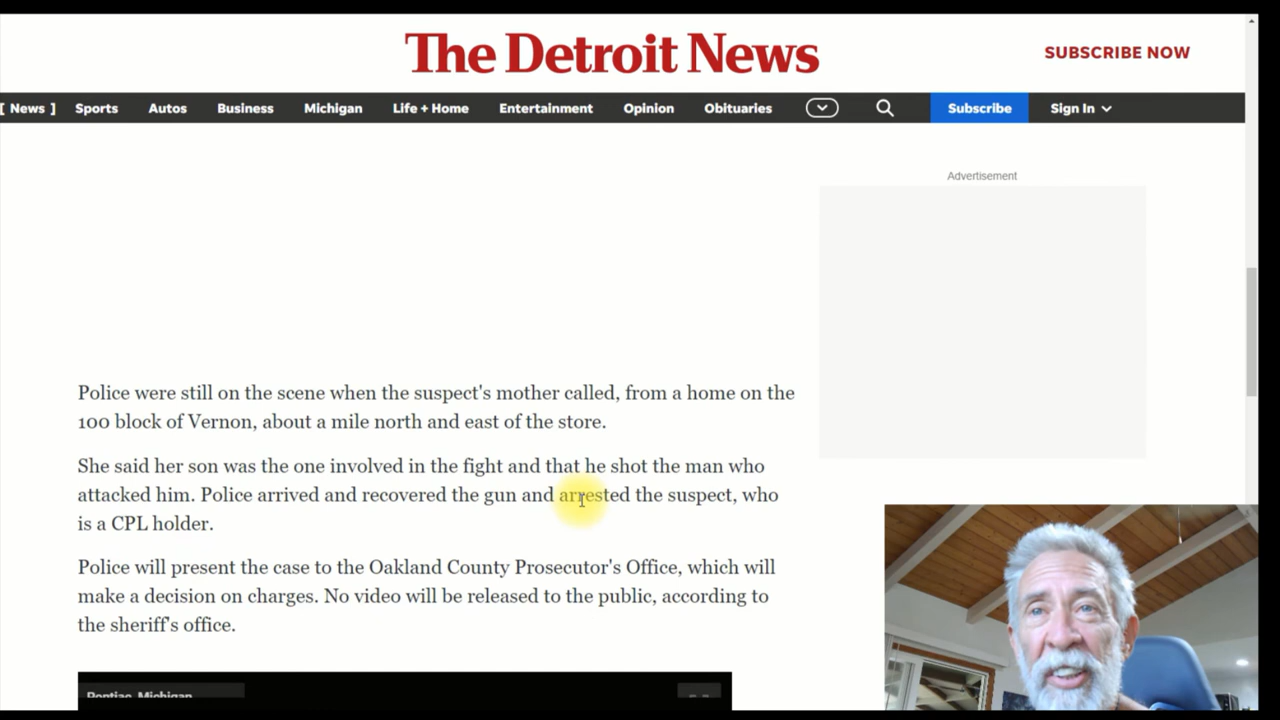 The Detroit News
SUBSCRIBE NOW
[ News ] Sports Autos Business Michigan Life + Home Entertainment Opinion Obituaries Subscribe Sign In
Advertisement
Police were still on the scene when the suspect's mother called, from a home on the
100 block of Vernon, about a mile north and east of the store.
She said her son was the one involved in the fight and that he shot the man who
attacked him. Police arrived and recovered the gun and arrested the suspect, who
is a CPL holder.
Police will present the case to the Oakland County Prosecutor's Office, which will
make a decision on charges. No video will be released to the public, according to
the sheriff's office.
Pontiac, Michigan